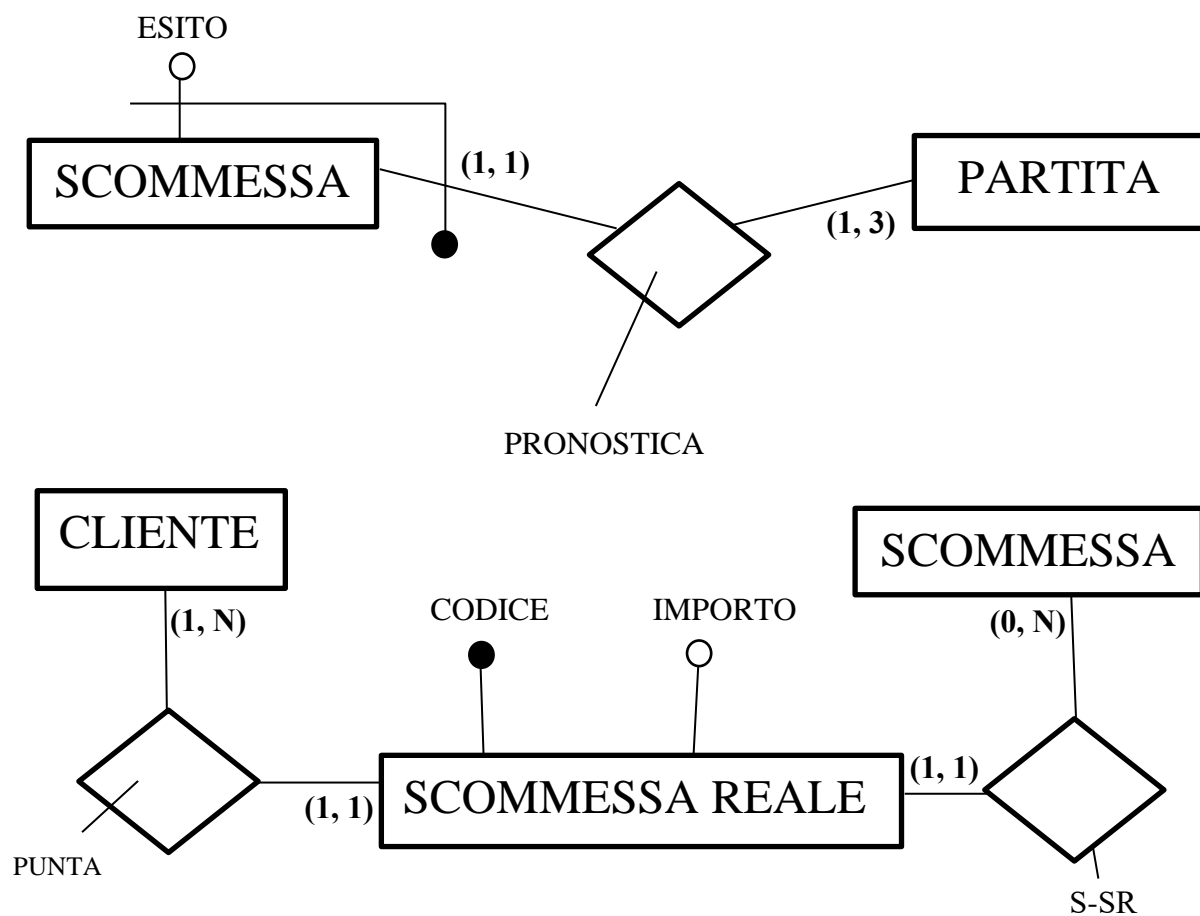 ESITO
SCOMMESSA
(1, 1)
PARTITA
(1, 3)
PRONOSTICA
CLIENTE
SCOMMESSA
(1, N)
CODICE
IMPORTO
(0, N)
SCOMMESSA REALE
(1, 1)
(1, 1)
PUNTA
S-SR